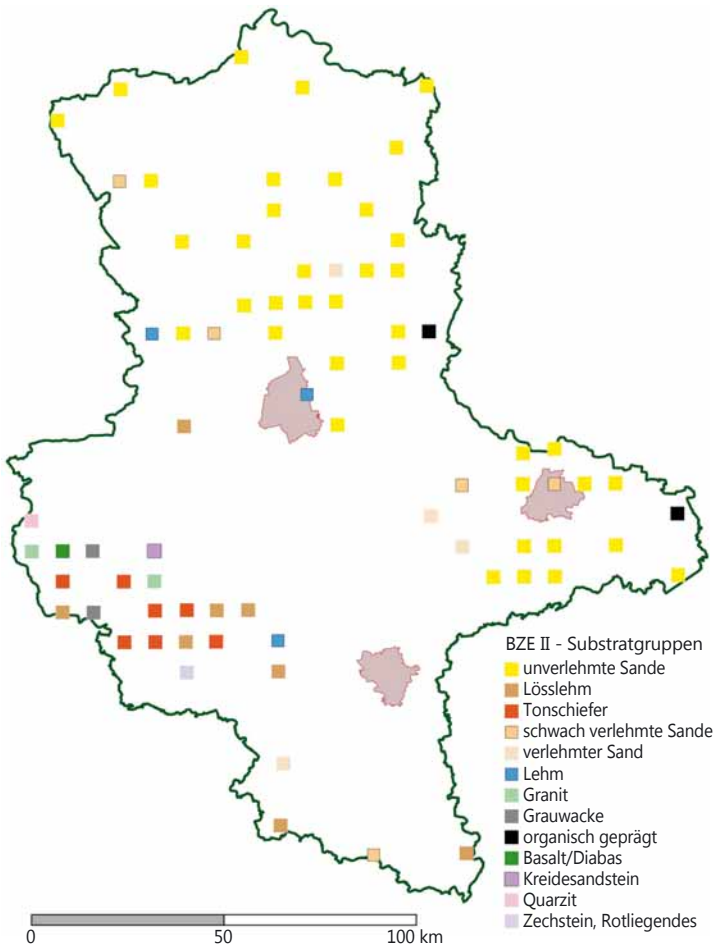 BZE II - Substratgruppen
unverlehmte Sande
Lösslehm
Tonschiefer
schwach verlehmte Sande
verlehmter Sand
Lehm
Granit
Grauwacke
organisch geprägt
Basalt/Diabas
Kreidesandstein
Quarzit
Zechstein, Rotliegendes
0 50 100 km